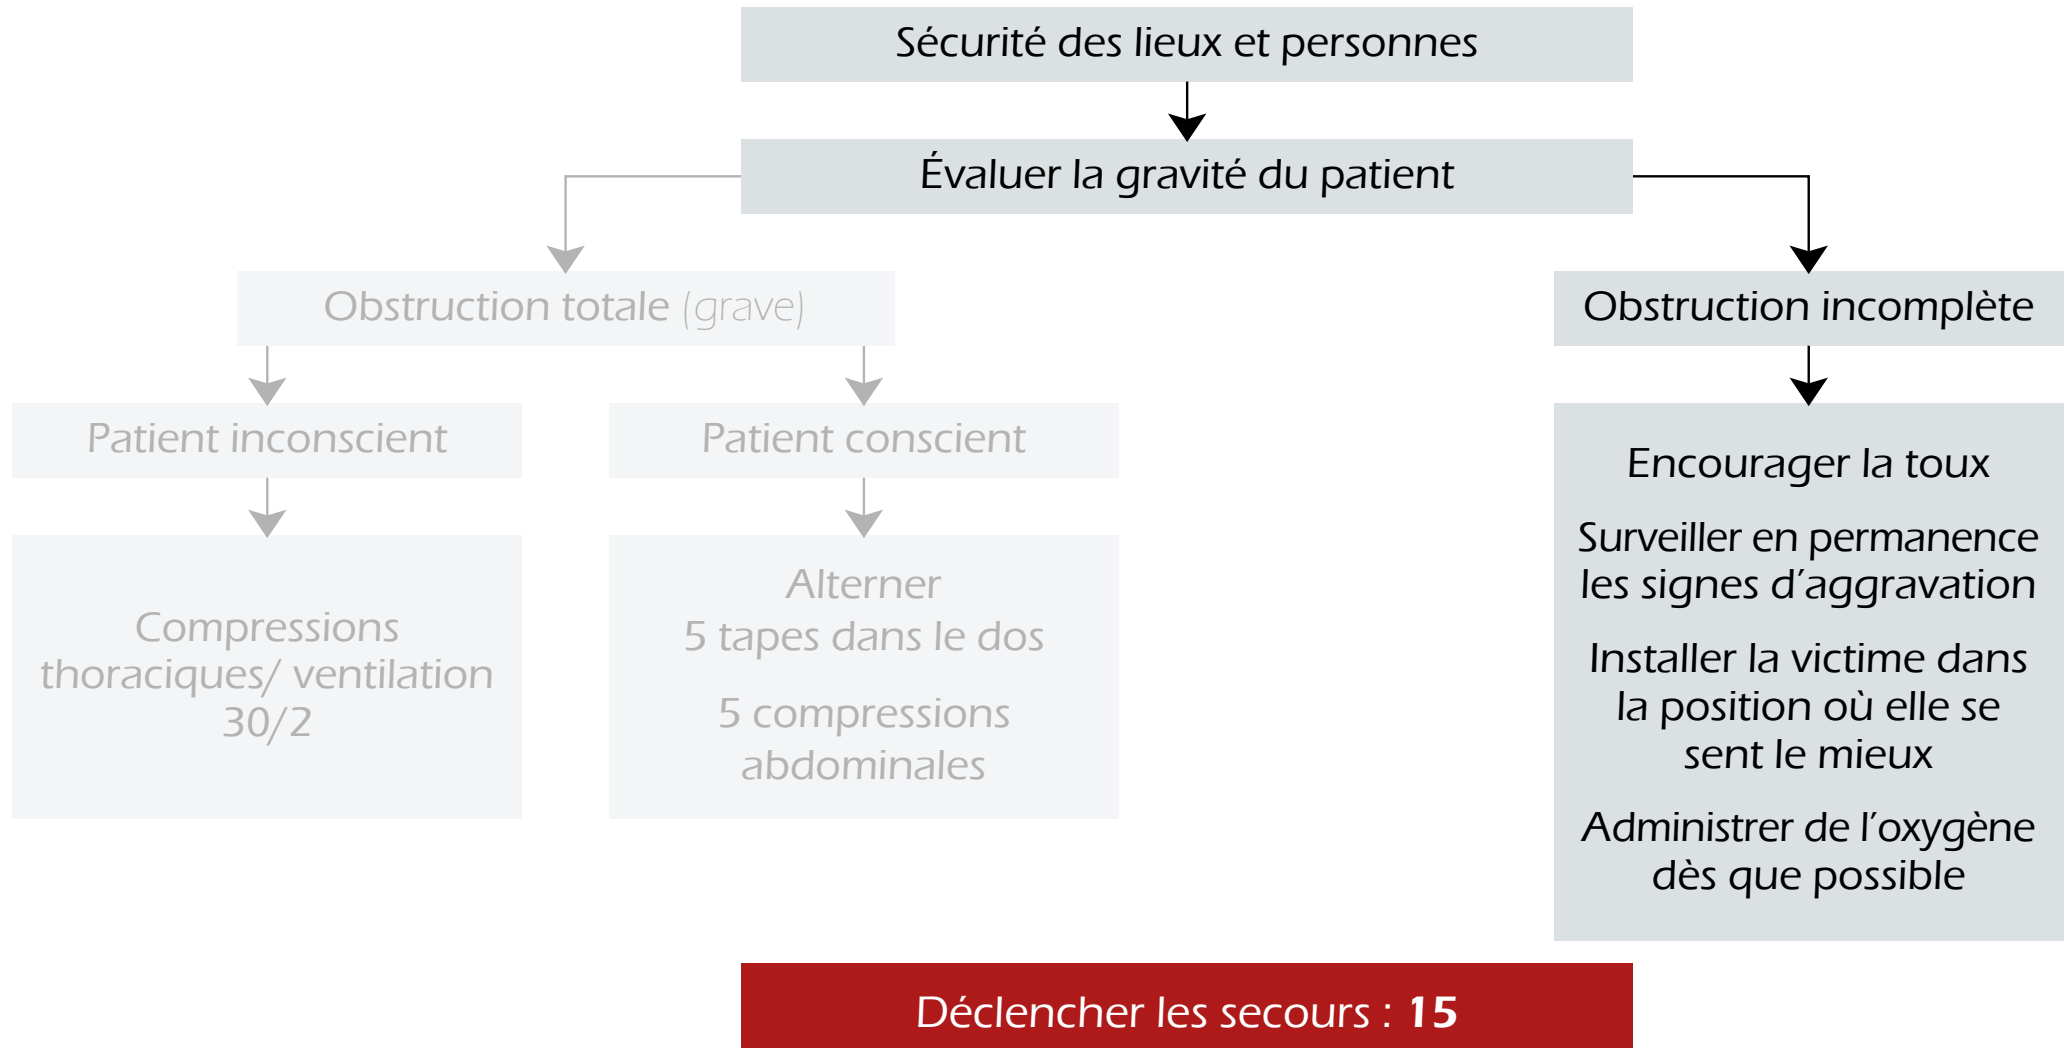 Sécurité des lieux et personnes
Évaluer la gravité du patient
Obstruction totale (grave)
Obstruction incomplète
Patient inconscient
Patient conscient
Compressions
thoraciques/ ventilation
30/2
Alterner
5 tapes dans le dos
5 compressions
abdominales
Encourager la toux
Surveiller en permanence
les signes d’aggravation
Installer la victime dans
la position où elle se
sent le mieux
Administrer de l’oxygène
dès que possible
Déclencher les secours : 15